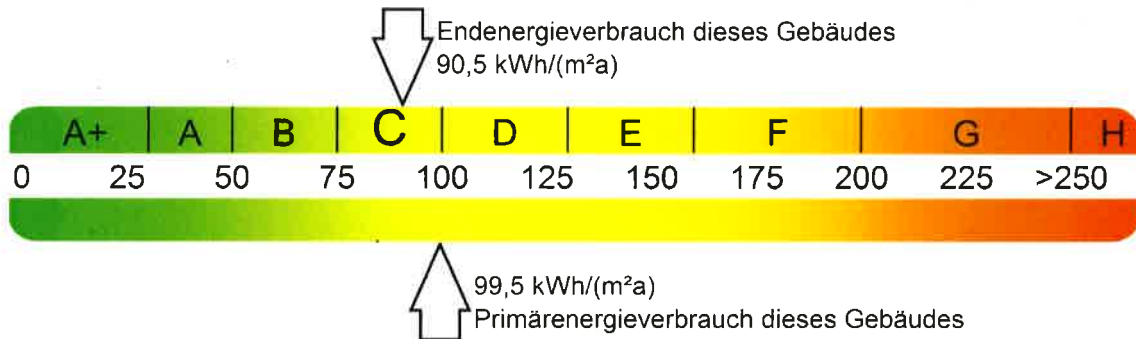 Endenergieverbrauch dieses Gebäudes
90,5 kWh/(m²a)
A+ A B C D E F G H
0 25 50 75 100 125 150 175 200 225 >250
99,5 kWh/(m²a)
Primärenergieverbrauch dieses Gebäudes